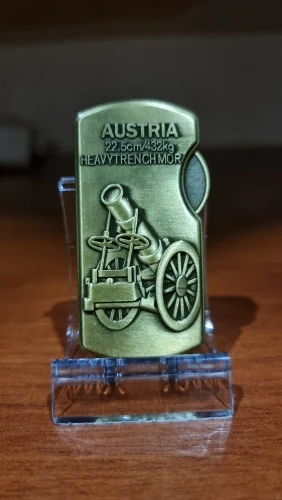 AUSTRIA
22.5cm/432kg
HEAVYTRENCHMOR